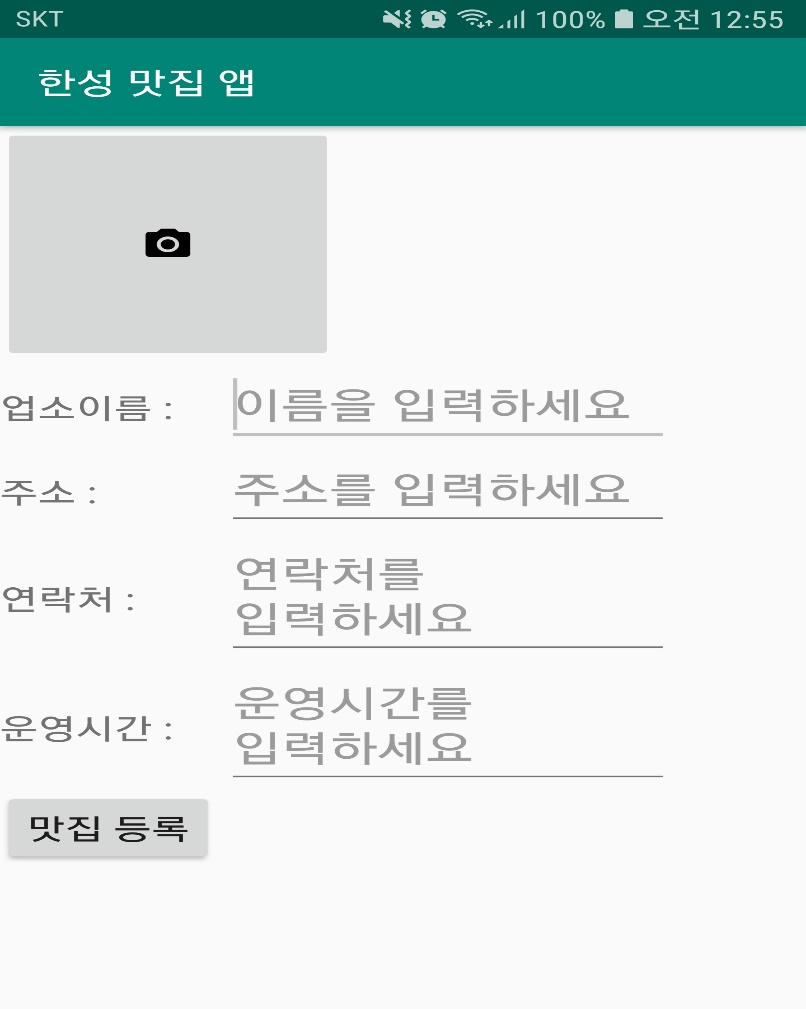 SKT 100% 오전 12:55
한성 맛집 앱
업소이름 : 이름을 입력하세요
주소 : 주소를 입력하세요
연락처 : 연락처를
입력하세요
운영시간 : 운영시간를
입력하세요
맛집 등록